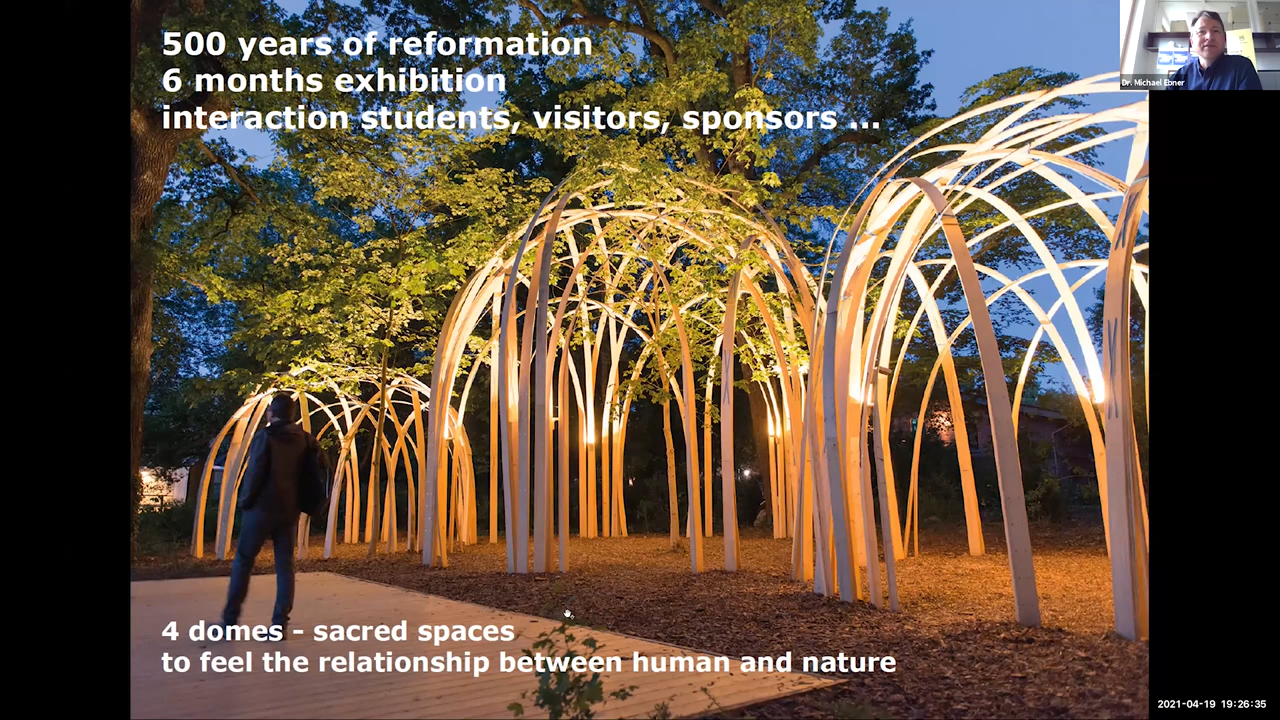 500 years of reformation
6 months exhibition
interaction students, visitors, sponsors ...
Dr. Michael Ebner
4 domes - sacred spaces
to feel the relationship between human and nature
2021-04-19 19:26:35